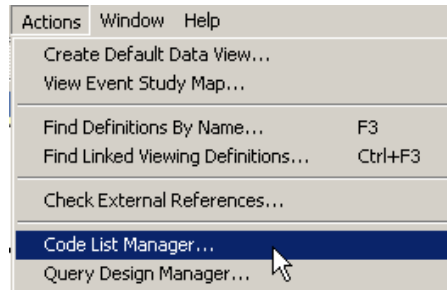 Actions Window Help
Create Default Data View...
View Event Study Map...
Find Definitions By Name... F3
Find Linked Viewing Definitions... Ctrl+F3
Check External References...
Code List Manager...
Query Design Manager...